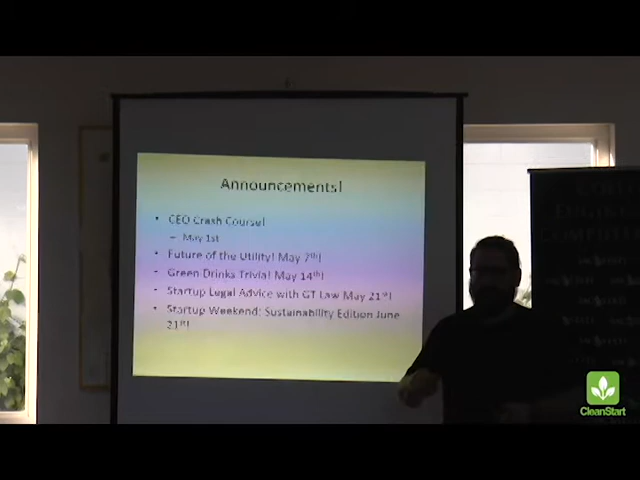 Announcements!
• CEO Crash Course!
– May 1st
• Future of the Utility! May 7th!
• Green Drinks Trivia! May 14th!
• Startup Legal Advice with GT Law May 21st!
• Startup Weekend: Sustainability Edition June
21st!
CleanStart